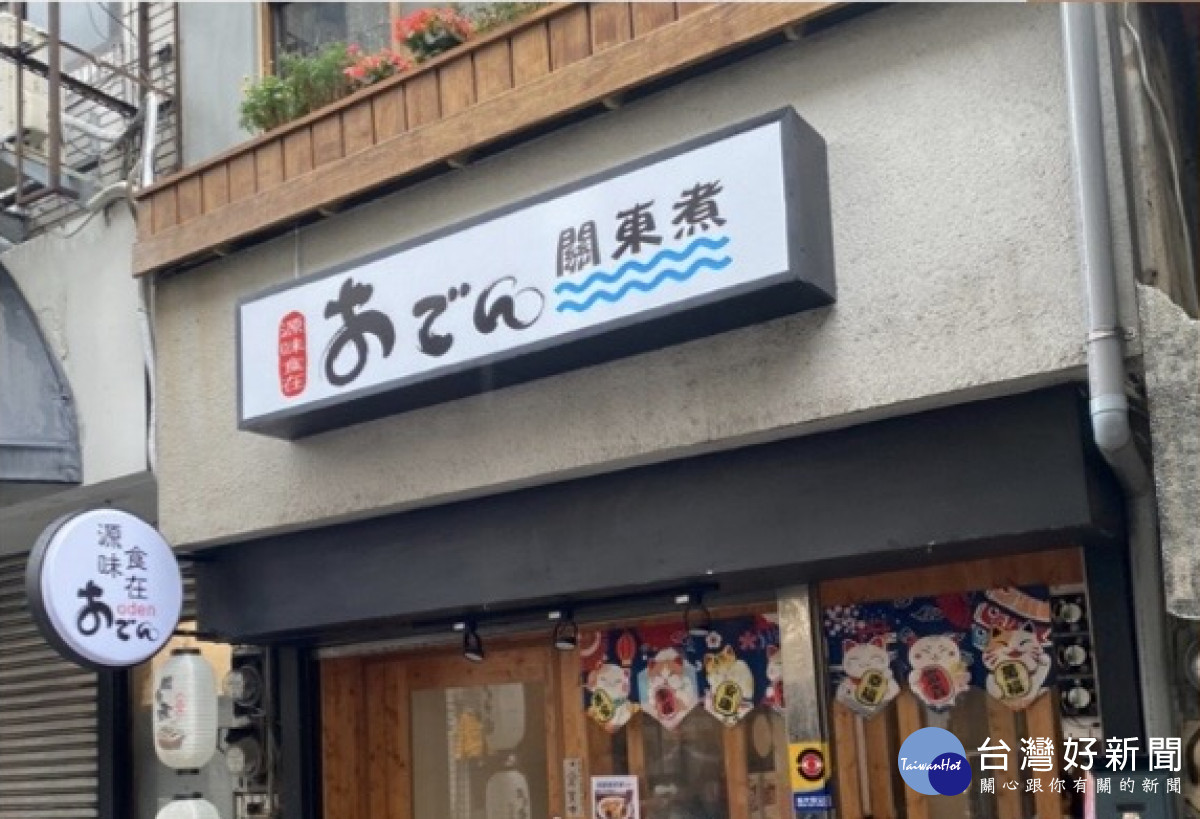 源味食在
おでん
關東煮
源味
食在
oden
おでん
TaiwanHot
台灣好新聞
關心跟你有關的新聞